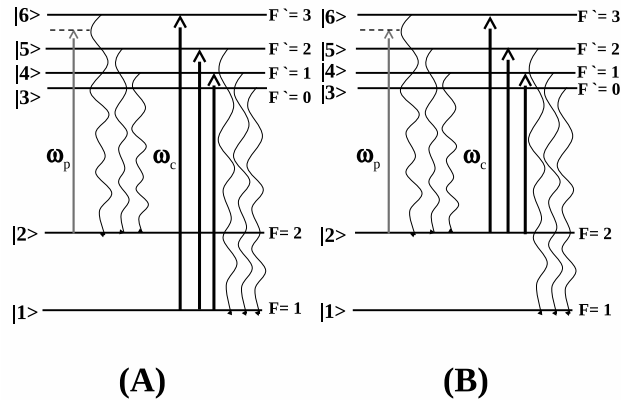 |6> F `= 3 |6> F `= 3
|5> F `= 2 |5> F `= 2
|4> F `= 1 |4> F `= 1
|3> F `= 0 |3> F `= 0
ωp ωc ωp ωc
|2> F= 2 |2> F= 2
|1> F= 1 |1> F= 1
(A) (B)